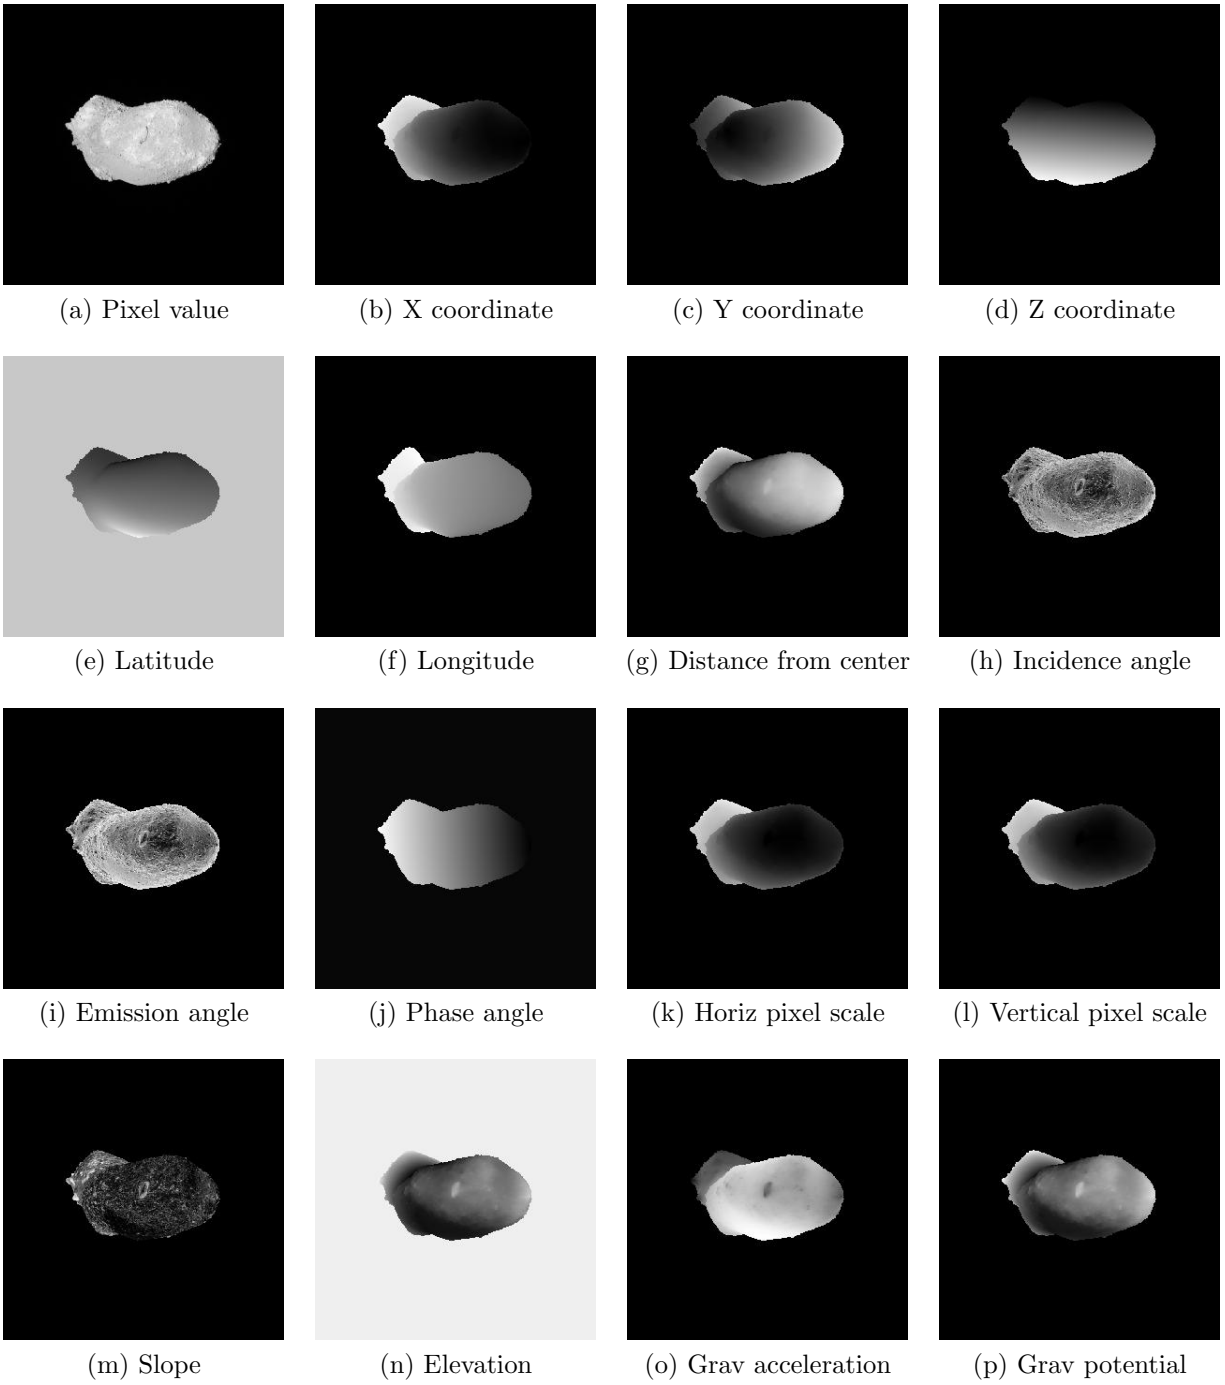 (a) Pixel value
(b) X coordinate
(c) Y coordinate
(d) Z coordinate
(e) Latitude
(f) Longitude
(g) Distance from center
(h) Incidence angle
(i) Emission angle
(j) Phase angle
(k) Horiz pixel scale
(l) Vertical pixel scale
(m) Slope
(n) Elevation
(o) Grav acceleration
(p) Grav potential